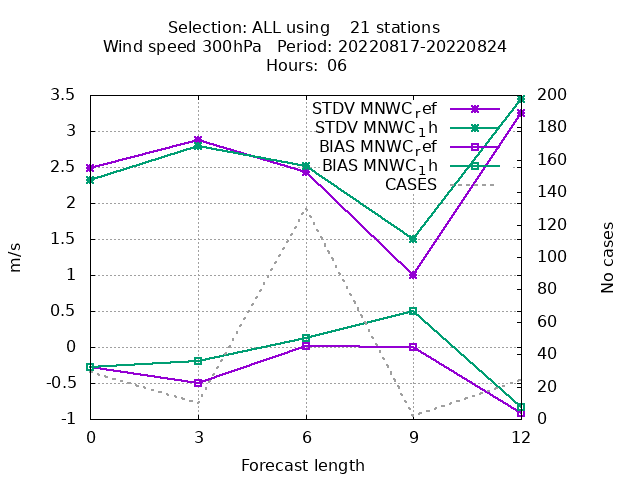 Selection: ALL using    21 stations
Wind speed 300hPa   Period: 20220817-20220824
Hours:  06
3.5
3
2.5
2
1.5
1
0.5
0
-0.5
-1
m/s
STDV MNWC_ref
STDV MNWC_1h
BIAS MNWC_ref
BIAS MNWC_1h
CASES
200
180
160
140
120
100
80
60
40
20
0
No cases
0 3 6 9 12
Forecast length